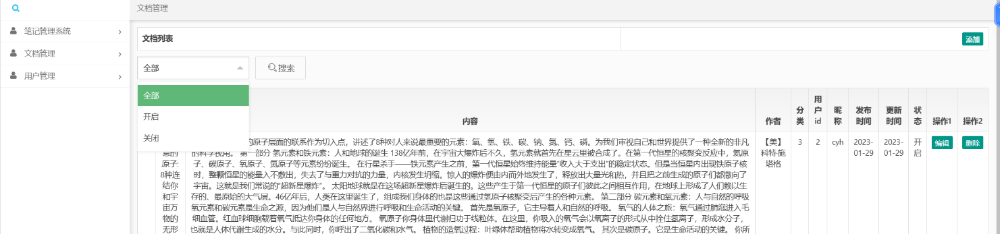 文档管理
笔记管理系统
文档管理
用户管理
文档列表
添加
全部
搜索
全部
开启
关闭
内容
作者
分类
用户id
昵称
发布时间
更新时间
状态
操作1
操作2
意的
原子:
8种连
结你
和宇
宙万
物的
无形
的原子层面的联系作为切入点，讲述了8种对人来说最重要的元素：氧、氢、铁、碳、钠、氮、钙、磷。为我们审视自己和世界提供了一种全新的非凡
的科学视角。 第一部分 氢元素和铁元素：人和地球的诞生 138亿年前，在宇宙大爆炸后不久，氢元素就首先在星云里被合成了。在第一代恒星的核聚变反应中，氦原
子、碳原子、氧原子、氮原子等元素纷纷诞生。 在行星杀手——铁元素产生之前，第一代恒星始终维持能量“收入大于支出”的稳定状态。但是当恒星内出现铁原子核
时，整颗恒星的能量入不敷出，失去了与重力对抗的力量，内核发生坍缩。惊人的爆炸便由内而外地发生了，释放出大量光和热，并且把之前生成的原子们都撒向了
宇宙。这就是我们常说的“超新星爆炸”。 太阳地球就是在这场超新星爆炸后诞生的。这些产生于第一代恒星的原子们彼此之间相互作用，在地球上形成了人们赖以生
存的、最原始的大气层。46亿年后，人类在这里诞生了，组成我们身体的也是这些通过氢原子核聚变后产生的各种元素。 第二部分 碳元素和氧元素：人与自然的呼吸
氧元素和碳元素是生命之源，因为他们是人与自然界进行呼吸和生命活动的关键。 首先是氧原子，它主导着人和自然的呼吸。 氧气的人体之旅：氧气通过肺泡进入毛
细血管。红血球细胞载着氧气抵达你身体的任何地方。 氧原子你身体里代谢归功于线粒体。在这里，你吸入的氧气会以氧离子的形式从中拴住氢离子，形成水分子，
也就是人体代谢生成的水分。与此同时，你呼出了二氧化碳和水气。 植物的造氧过程：叶绿体帮助植物将水转变成氧气。 其次是碳原子。它是生命活动的关键。 你所
【美】
科特·施
塔格
3
2
cyh
2023-
01-29
2023-
01-29
开
启
编辑
删除